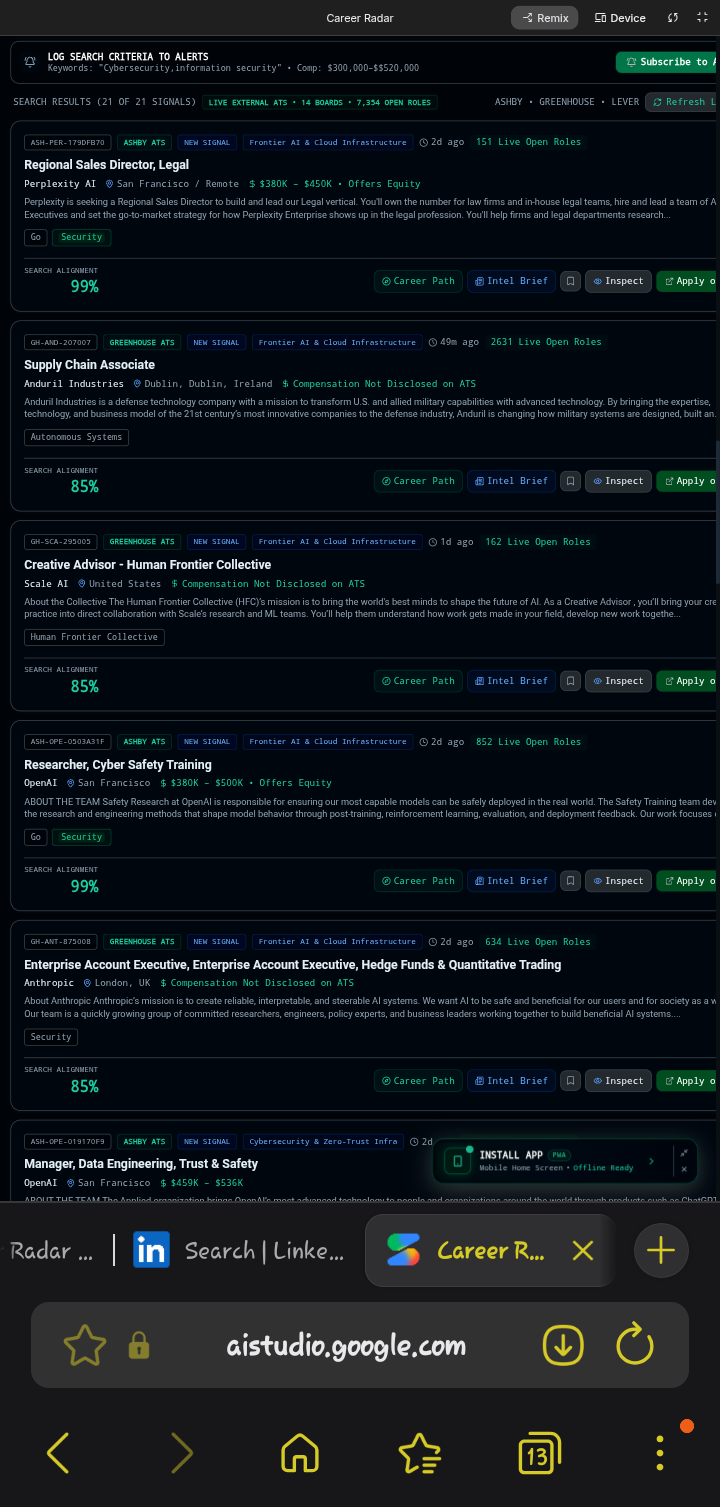 Career Radar
Remix
Device
LOG SEARCH CRITERIA TO ALERTS
Keywords: "Cybersecurity,information security" • Comp: $300,000–$$520,000
Subscribe to A
SEARCH RESULTS (21 OF 21 SIGNALS)
LIVE EXTERNAL ATS • 14 BOARDS • 7,354 OPEN ROLES
ASHBY • GREENHOUSE • LEVER
Refresh L
ASH-PER-179DFB70 ASHBY ATS NEW SIGNAL Frontier AI & Cloud Infrastructure 2d ago 151 Live Open Roles
Regional Sales Director, Legal
Perplexity AI San Francisco / Remote $ $380K – $450K • Offers Equity
Perplexity is seeking a Regional Sales Director to build and lead our Legal vertical. You'll own the number for law firms and in-house legal teams, hire and lead a team of A
Executives and set the go-to-market strategy for how Perplexity Enterprise shows up in the legal profession. You'll help firms and legal departments research...
Go Security
SEARCH ALIGNMENT
99%
Career Path Intel Brief Inspect Apply o
GH-AND-207007 GREENHOUSE ATS NEW SIGNAL Frontier AI & Cloud Infrastructure 49m ago 2631 Live Open Roles
Supply Chain Associate
Anduril Industries Dublin, Dublin, Ireland $ Compensation Not Disclosed on ATS
Anduril Industries is a defense technology company with a mission to transform U.S. and allied military capabilities with advanced technology. By bringing the expertise,
technology, and business model of the 21st century's most innovative companies to the defense industry, Anduril is changing how military systems are designed, built an
Autonomous Systems
SEARCH ALIGNMENT
85%
Career Path Intel Brief Inspect Apply o
GH-SCA-295005 GREENHOUSE ATS NEW SIGNAL Frontier AI & Cloud Infrastructure 1d ago 162 Live Open Roles
Creative Advisor - Human Frontier Collective
Scale AI United States $ Compensation Not Disclosed on ATS
About the Collective The Human Frontier Collective (HFC)'s mission is to bring the world's best minds to shape the future of AI. As a Creative Advisor , you'll bring your cre
practice into direct collaboration with Scale's research and ML teams. You'll help them understand how work gets made in your field, develop new work togethe...
Human Frontier Collective
SEARCH ALIGNMENT
85%
Career Path Intel Brief Inspect Apply o
ASH-OPE-0503A31F ASHBY ATS NEW SIGNAL Frontier AI & Cloud Infrastructure 2d ago 852 Live Open Roles
Researcher, Cyber Safety Training
OpenAI San Francisco $ $380K – $500K • Offers Equity
ABOUT THE TEAM Safety Research at OpenAI is responsible for ensuring our most capable models can be safely deployed in the real world. The Safety Training team dev
the research and engineering methods that shape model behavior through post-training, reinforcement learning, evaluation, and deployment feedback. Our work focuses
Go Security
SEARCH ALIGNMENT
99%
Career Path Intel Brief Inspect Apply o
GH-ANT-875008 GREENHOUSE ATS NEW SIGNAL Frontier AI & Cloud Infrastructure 2d ago 634 Live Open Roles
Enterprise Account Executive, Enterprise Account Executive, Hedge Funds & Quantitative Trading
Anthropic London, UK $ Compensation Not Disclosed on ATS
About Anthropic Anthropic's mission is to create reliable, interpretable, and steerable AI systems. We want AI to be safe and beneficial for our users and for society as a w
Our team is a quickly growing group of committed researchers, engineers, policy experts, and business leaders working together to build beneficial AI systems....
Security
SEARCH ALIGNMENT
85%
Career Path Intel Brief Inspect Apply o
ASH-OPE-019170F9 ASHBY ATS NEW SIGNAL Cybersecurity & Zero-Trust Infra 2d
Manager, Data Engineering, Trust & Safety
OpenAI San Francisco $ $459K – $536K
INSTALL APP PWA
Mobile Home Screen • Offline Ready
ABOUT THE TEAM The Applied organization brings OpenAI's most advanced technology to people and organizations around the world through products such as ChatGPT
Radar ...
in Search | Linke...
Career R...
aistudio.google.com
13